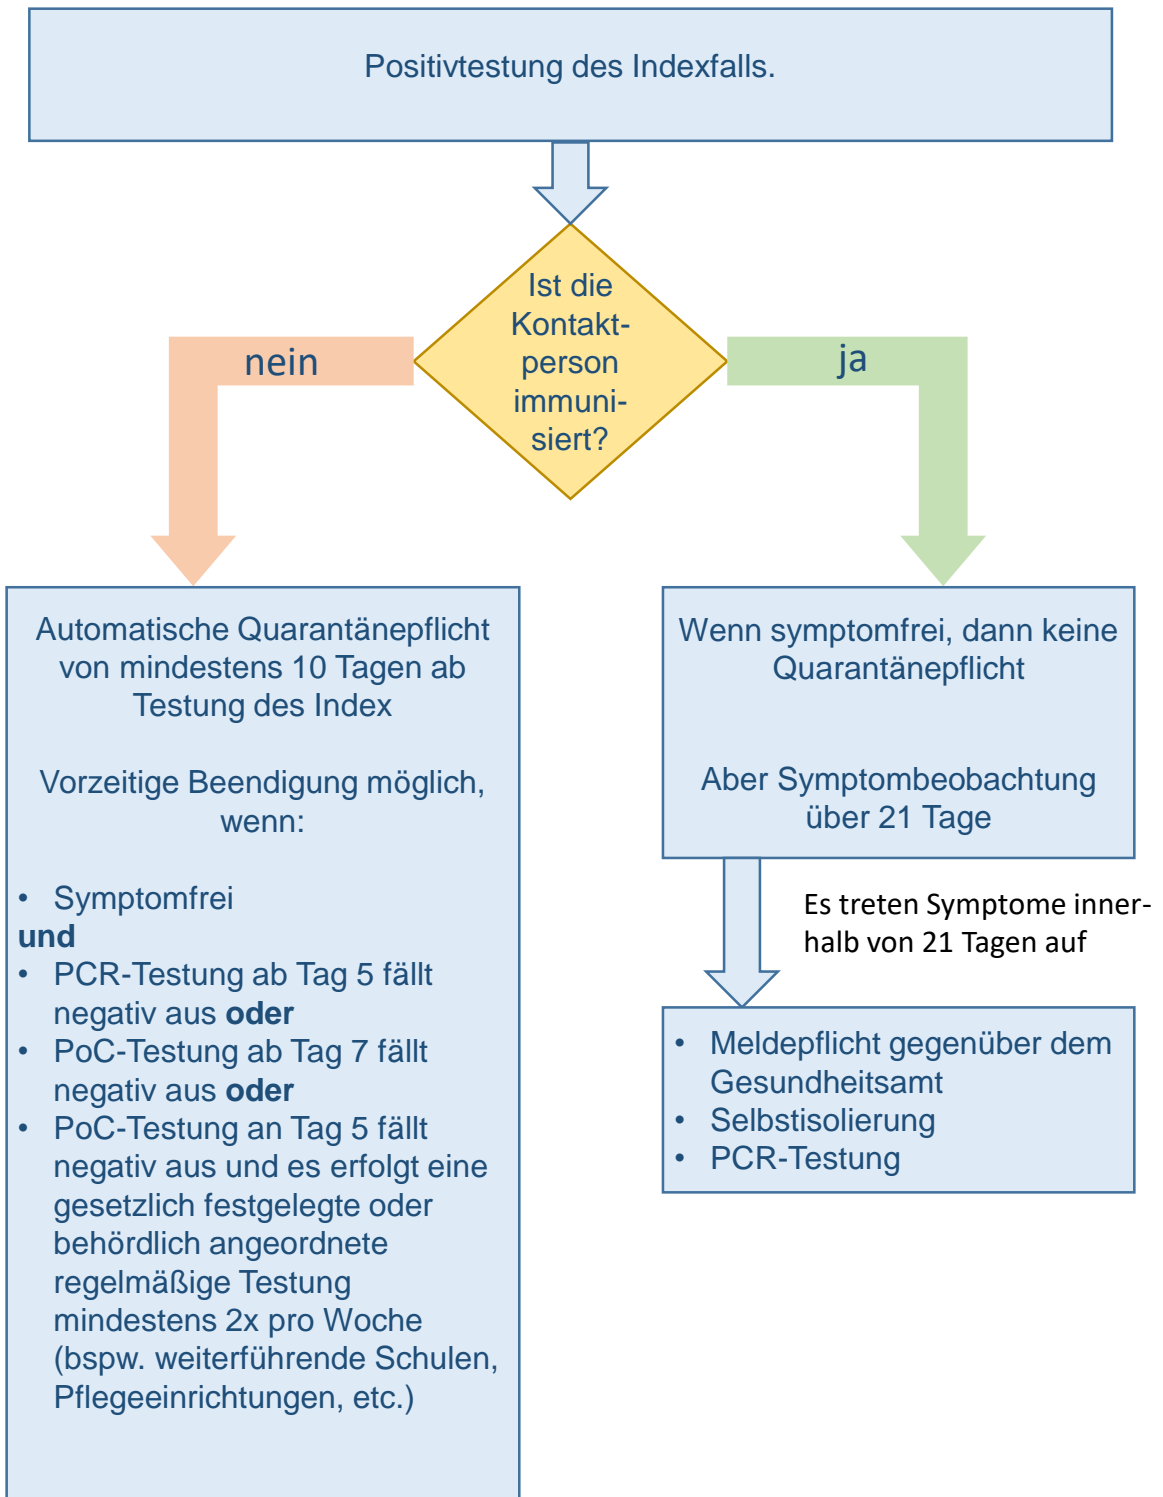 Positivtestung des Indexfalls.
Ist die
Kontakt-
person
immuni-
siert?
nein
ja
Automatische Quarantänepflicht
von mindestens 10 Tagen ab
Testung des Index
Vorzeitige Beendigung möglich,
wenn:
• Symptomfrei
und
• PCR-Testung ab Tag 5 fällt
negativ aus oder
• PoC-Testung ab Tag 7 fällt
negativ aus oder
• PoC-Testung an Tag 5 fällt
negativ aus und es erfolgt eine
gesetzlich festgelegte oder
behördlich angeordnete
regelmäßige Testung
mindestens 2x pro Woche
(bspw. weiterführende Schulen,
Pflegeeinrichtungen, etc.)
Wenn symptomfrei, dann keine
Quarantänepflicht
Aber Symptombeobachtung
über 21 Tage
Es treten Symptome inner-
halb von 21 Tagen auf
• Meldepflicht gegenüber dem
Gesundheitsamt
• Selbstisolierung
• PCR-Testung